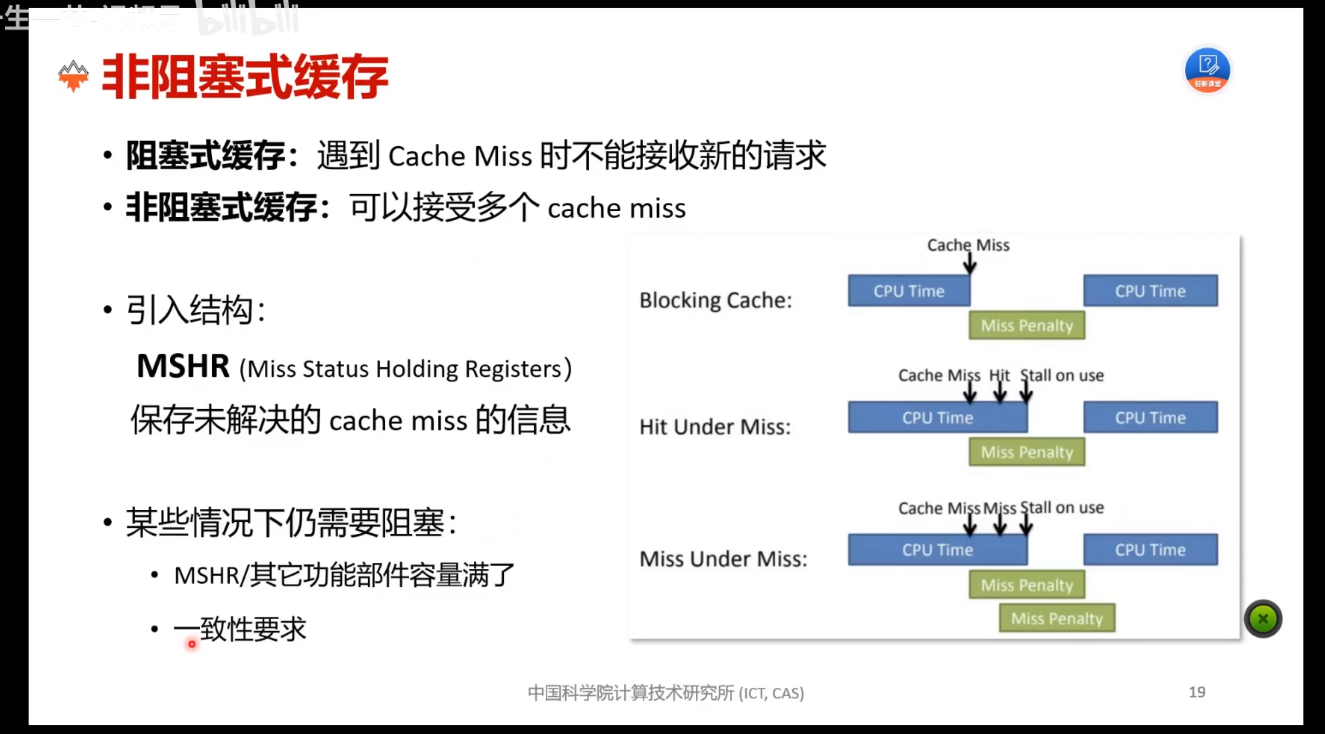 bilibili
非阻塞式缓存
• 阻塞式缓存：遇到 Cache Miss 时不能接收新的请求
• 非阻塞式缓存：可以接受多个 cache miss
• 引入结构：
MSHR (Miss Status Holding Registers)
保存未解决的 cache miss 的信息
• 某些情况下仍需要阻塞：
• MSHR/其它功能部件容量满了
• 一致性要求
Cache Miss
Blocking Cache:
CPU Time
CPU Time
Miss Penalty
Cache Miss Hit Stall on use
Hit Under Miss:
CPU Time
CPU Time
Miss Penalty
Cache Miss Miss Stall on use
Miss Under Miss:
CPU Time
CPU Time
Miss Penalty
Miss Penalty
中国科学院计算技术研究所 (ICT, CAS)
19